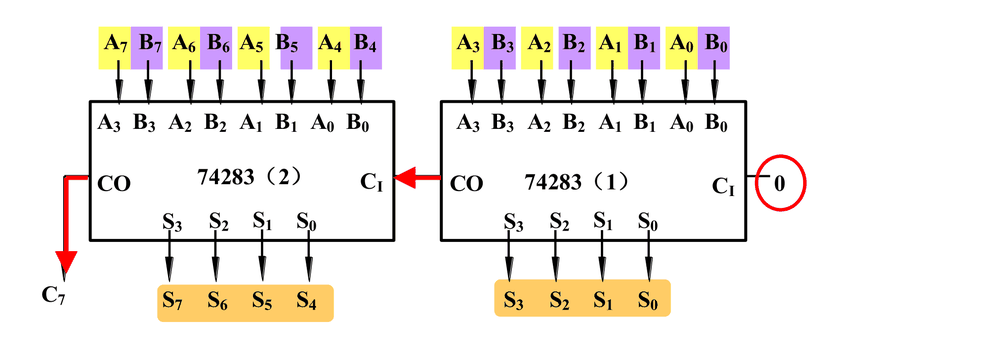 A₇ B₇ A₆ B₆ A₅ B₅ A₄ B₄ A₃ B₃ A₂ B₂ A₁ B₁ A₀ B₀
A₃ B₃ A₂ B₂ A₁ B₁ A₀ B₀ A₃ B₃ A₂ B₂ A₁ B₁ A₀ B₀
CO 74283（2） C_I CO 74283（1） C_I 0
S₃ S₂ S₁ S₀ S₃ S₂ S₁ S₀
C₇ S₇ S₆ S₅ S₄ S₃ S₂ S₁ S₀